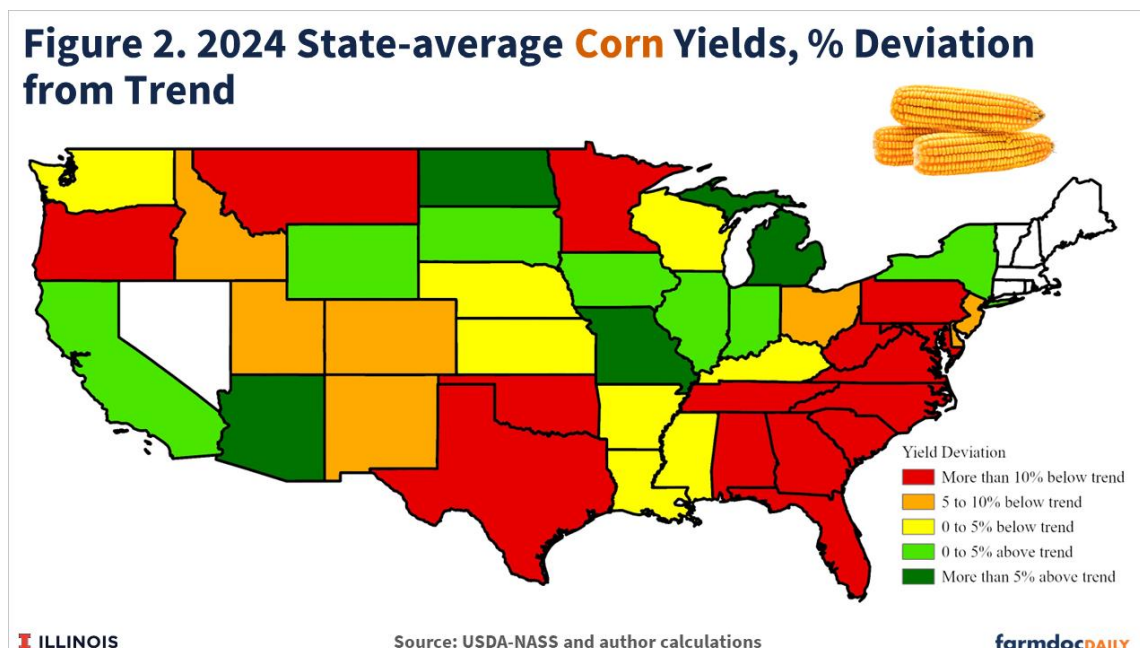 Figure 2. 2024 State-average Corn Yields, % Deviation
from Trend
Yield Deviation
More than 10% below trend
5 to 10% below trend
0 to 5% below trend
0 to 5% above trend
More than 5% above trend
ILLINOIS
Source: USDA-NASS and author calculations
farmdocDAILY